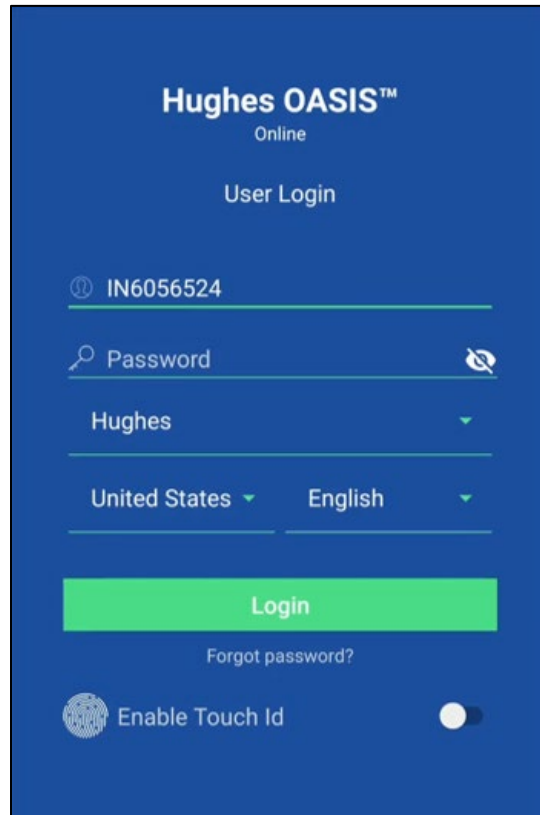 Hughes OASIS™
Online
User Login
IN6056524
Password
Hughes
United States English
Login
Forgot password?
Enable Touch Id